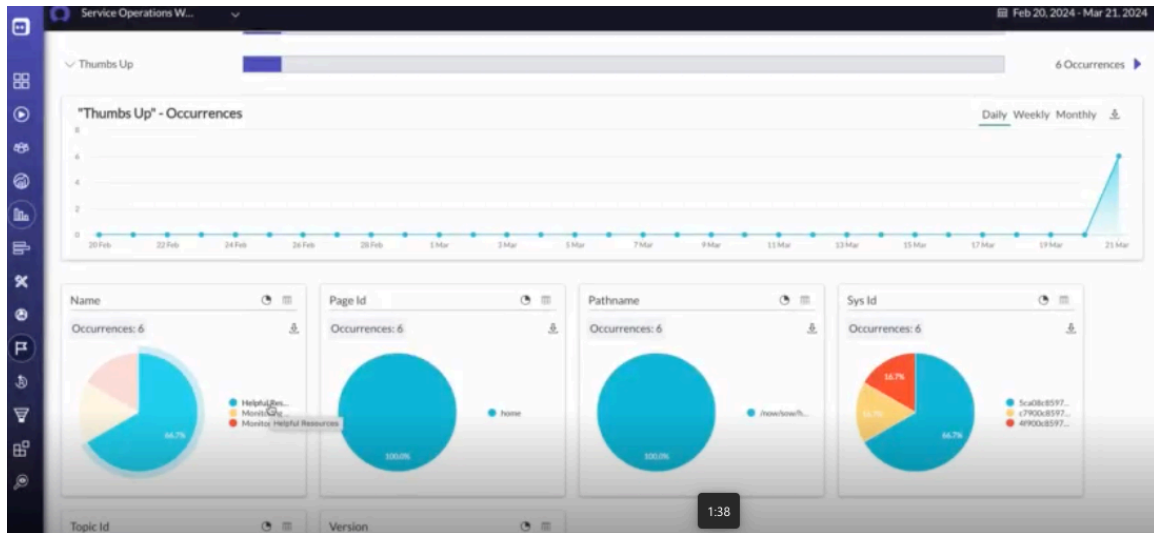 Service Operations W...
Feb 20, 2024 - Mar 21, 2024
Thumbs Up
6 Occurrences
"Thumbs Up" - Occurrences
Daily Weekly Monthly
8
6
4
2
0
20 Feb 22 Feb 24 Feb 26 Feb 28 Feb 1 Mar 3 Mar 5 Mar 7 Mar 9 Mar 11 Mar 13 Mar 15 Mar 17 Mar 19 Mar 21 Mar
Name
Occurrences: 6
66.7%
HelpfulRes...
Monitoring...
Monitor
Helpful Resources
Page Id
Occurrences: 6
100.0%
home
Pathname
Occurrences: 6
100.0%
/now/sow/h...
Sys Id
Occurrences: 6
16.7%
16.7%
66.7%
5ca08c8597...
c7900c8597...
4f900c8597...
Topic Id
Version
1:38